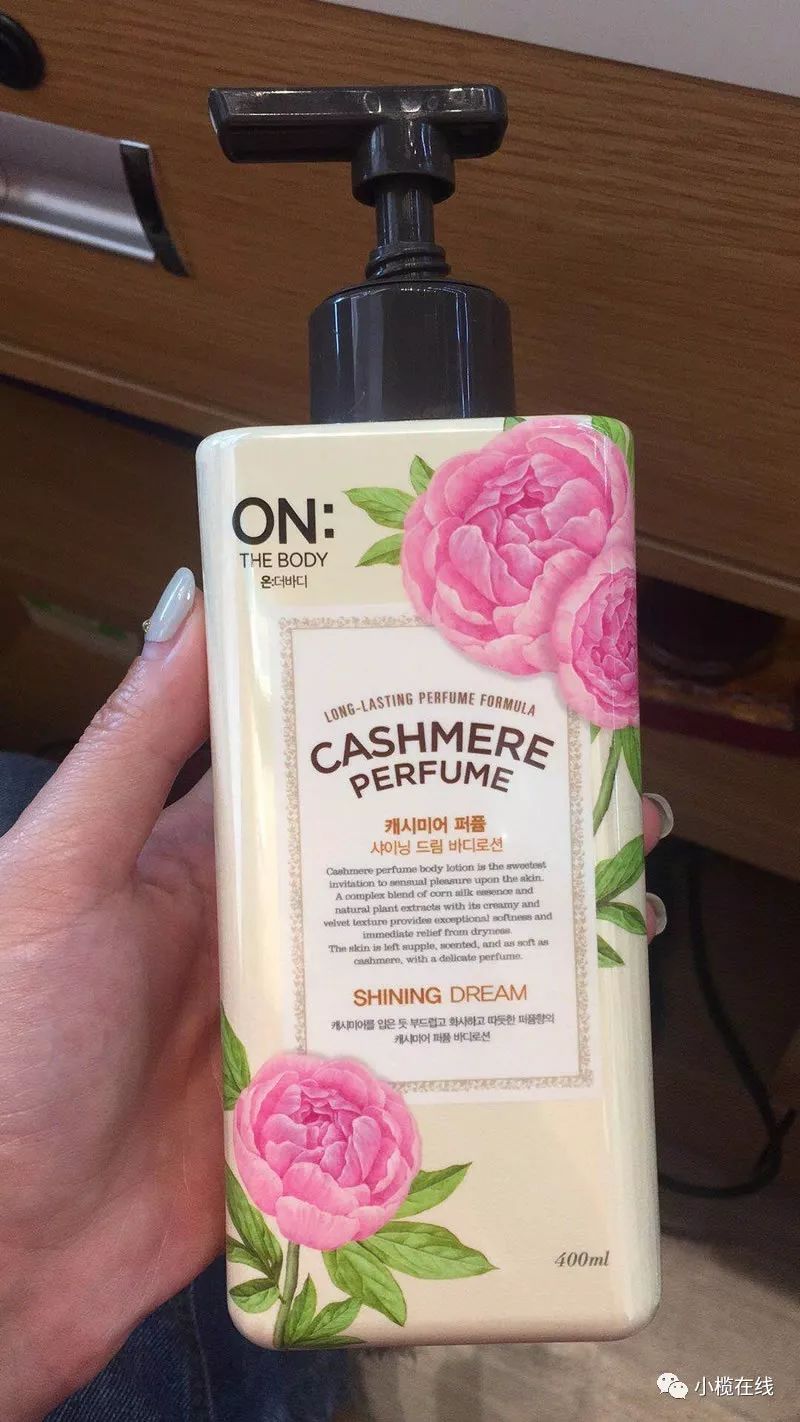 ON:
THE BODY
온:더바디
LONG-LASTING PERFUME FORMULA
CASHMERE
PERFUME
캐시미어 퍼퓸
샤이닝 드림 바디로션
Cashmere perfume body lotion is the sweetest
invitation to sensual pleasure upon the skin.
A complex blend of corn silk essence and
natural plant extracts with its creamy and
velvet texture provides exceptional softness and
immediate relief from dryness.
The skin is left supple, scented, and as soft as
cashmere, with a delicate perfume.
SHINING DREAM
캐시미어를 입은 듯 부드럽고 화사하고 따듯한 퍼퓸향의
캐시미어 퍼퓸 바디로션
400ml
小榄在线